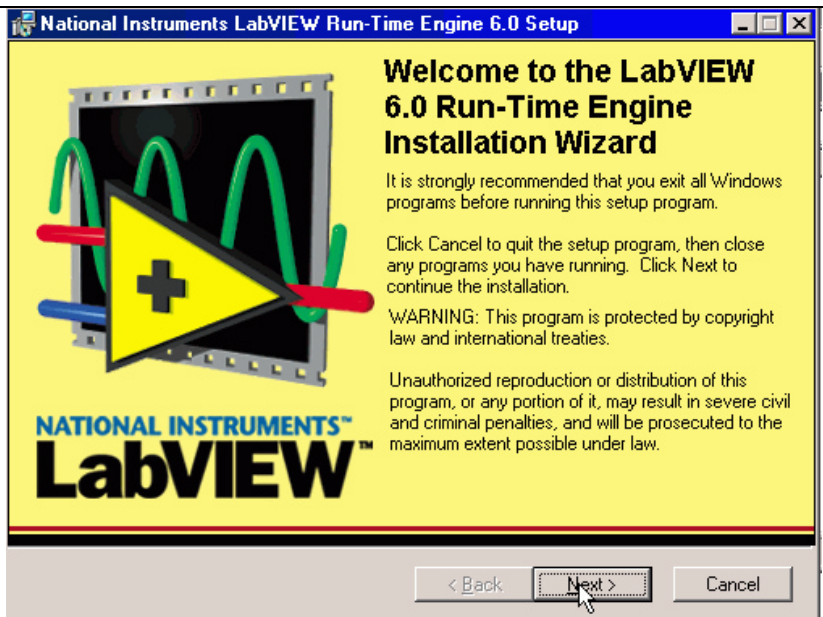 National Instruments LabVIEW Run-Time Engine 6.0 Setup
Welcome to the LabVIEW
6.0 Run-Time Engine
Installation Wizard
It is strongly recommended that you exit all Windows
programs before running this setup program.
Click Cancel to quit the setup program, then close
any programs you have running. Click Next to
continue the installation.
WARNING: This program is protected by copyright
law and international treaties.
Unauthorized reproduction or distribution of this
program, or any portion of it, may result in severe civil
and criminal penalties, and will be prosecuted to the
maximum extent possible under law.
NATIONAL INSTRUMENTS™
LabVIEW™
< Back Next > Cancel